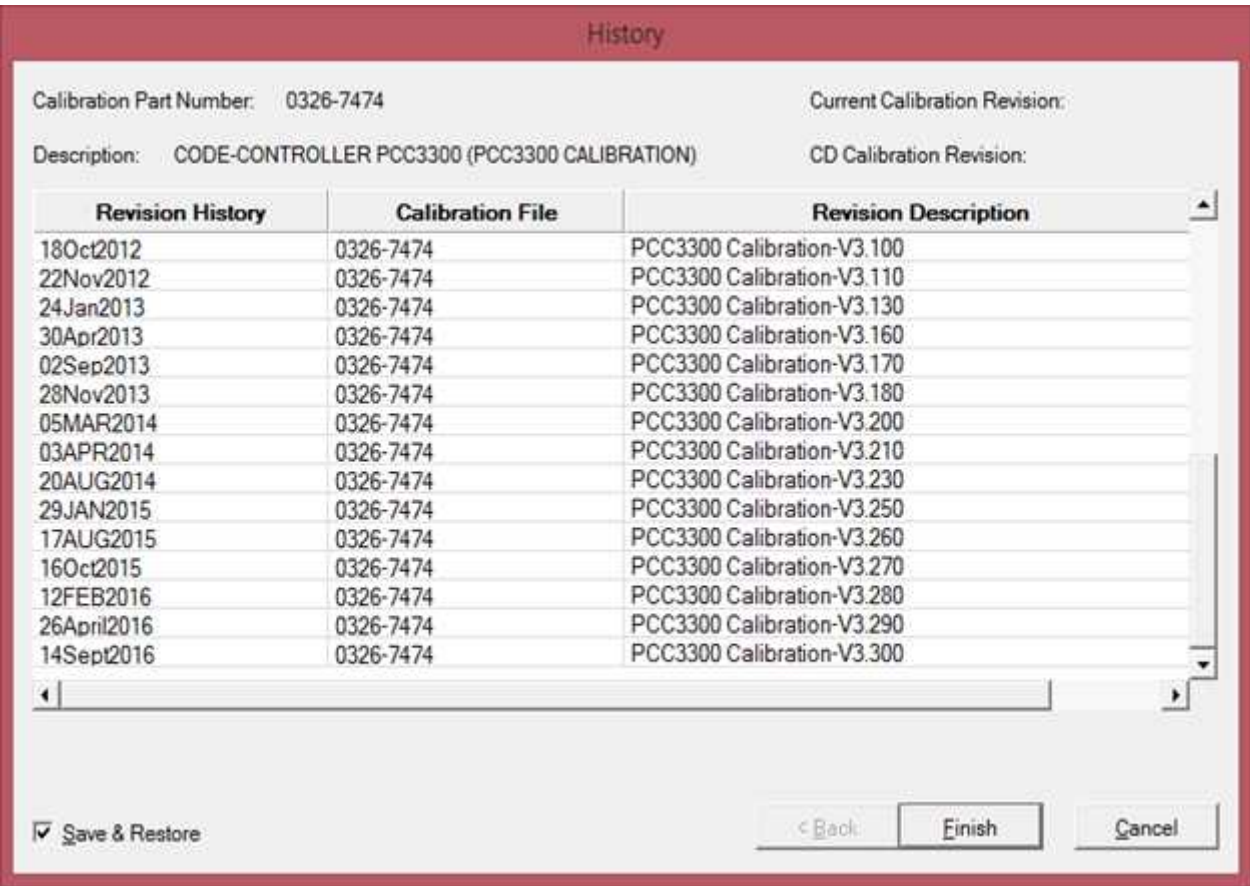 History
Calibration Part Number: 0326-7474 Current Calibration Revision:
Description: CODE-CONTROLLER PCC3300 (PCC3300 CALIBRATION) CD Calibration Revision:
Revision History Calibration File Revision Description
18Oct2012 0326-7474 PCC3300 Calibration-V3.100
22Nov2012 0326-7474 PCC3300 Calibration-V3.110
24Jan2013 0326-7474 PCC3300 Calibration-V3.130
30Apr2013 0326-7474 PCC3300 Calibration-V3.160
02Sep2013 0326-7474 PCC3300 Calibration-V3.170
28Nov2013 0326-7474 PCC3300 Calibration-V3.180
05MAR2014 0326-7474 PCC3300 Calibration-V3.200
03APR2014 0326-7474 PCC3300 Calibration-V3.210
20AUG2014 0326-7474 PCC3300 Calibration-V3.230
29JAN2015 0326-7474 PCC3300 Calibration-V3.250
17AUG2015 0326-7474 PCC3300 Calibration-V3.260
16Oct2015 0326-7474 PCC3300 Calibration-V3.270
12FEB2016 0326-7474 PCC3300 Calibration-V3.280
26April2016 0326-7474 PCC3300 Calibration-V3.290
14Sept2016 0326-7474 PCC3300 Calibration-V3.300
Save & Restore < Back Finish Cancel